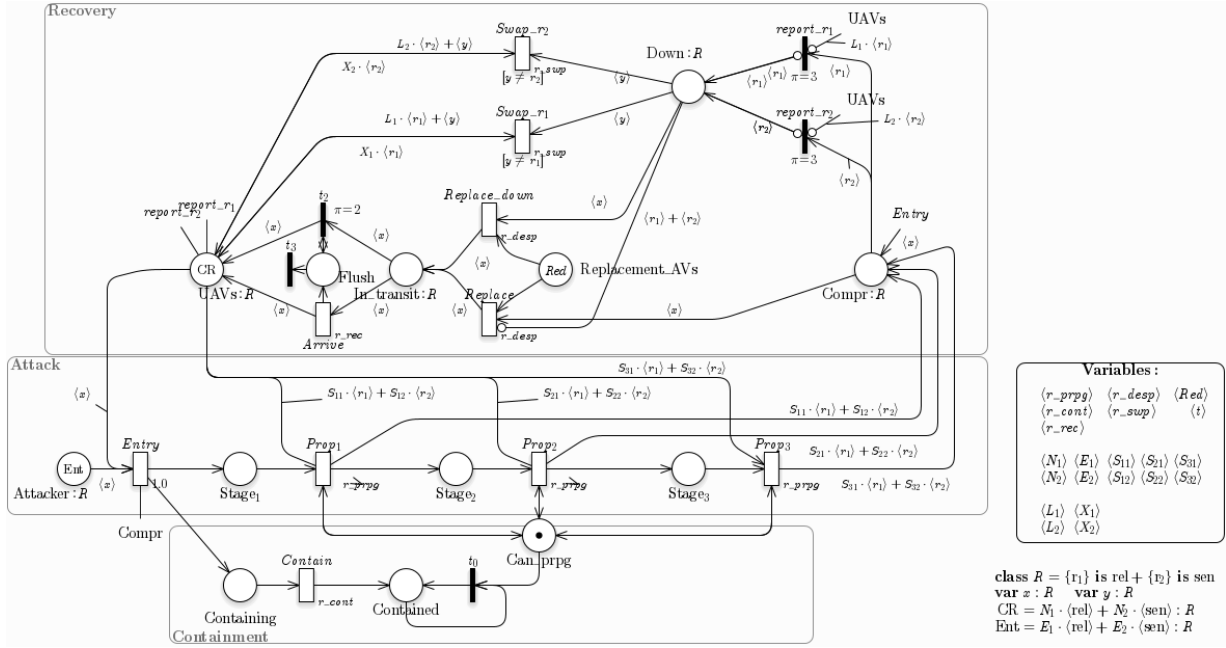 Recovery
Swap_r₂
L₂ · ⟨r₂⟩ + ⟨y⟩
X₂ · ⟨r₂⟩
r_swp
[y ≠ r₂]
⟨y⟩
Down : R
report_r₁
UAVs
L₁ · ⟨r₁⟩
⟨r₁⟩
⟨r₁⟩
⟨r₁⟩
π=3
Swap_r₁
L₁ · ⟨r₁⟩ + ⟨y⟩
X₁ · ⟨r₁⟩
r_swp
[y ≠ r₁]
⟨y⟩
UAVs
report_r₂
L₂ · ⟨r₂⟩
⟨r₂⟩
π=3
⟨r₂⟩
report_r₂
report_r₁
t₂
π=2
⟨x⟩
⟨x⟩
Replace_down
r_desp
⟨x⟩
⟨r₁⟩ + ⟨r₂⟩
Entry
⟨x⟩
CR
UAVs : R
t₃
Flush
In_transit : R
⟨x⟩
Red
Replacement_AVs
Compr : R
⟨x⟩
Arrive
r_rec
⟨x⟩
⟨x⟩
Replace
r_desp
⟨x⟩
Attack
S₃₁ · ⟨r₁⟩ + S₃₂ · ⟨r₂⟩
⟨x⟩
S₁₁ · ⟨r₁⟩ + S₁₂ · ⟨r₂⟩
S₂₁ · ⟨r₁⟩ + S₂₂ · ⟨r₂⟩
S₁₁ · ⟨r₁⟩ + S₁₂ · ⟨r₂⟩
Entry
Prop₁
Prop₂
Prop₃
S₂₁ · ⟨r₁⟩ + S₂₂ · ⟨r₂⟩
Ent
Attacker : R
⟨x⟩
1.0
Stage₁
r_prpg
Stage₂
r_prpg
Stage₃
r_prpg
S₃₁ · ⟨r₁⟩ + S₃₂ · ⟨r₂⟩
Compr
Can_prpg
Contain
r_cont
t₀
Containing
Contained
Containment
Variables :
⟨r_prpg⟩ ⟨r_desp⟩ ⟨Red⟩
⟨r_cont⟩ ⟨r_swp⟩ ⟨t⟩
⟨r_rec⟩
⟨N₁⟩ ⟨E₁⟩ ⟨S₁₁⟩ ⟨S₂₁⟩ ⟨S₃₁⟩
⟨N₂⟩ ⟨E₂⟩ ⟨S₁₂⟩ ⟨S₂₂⟩ ⟨S₃₂⟩
⟨L₁⟩ ⟨X₁⟩
⟨L₂⟩ ⟨X₂⟩
class R = {r₁} is rel + {r₂} is sen
var x : R var y : R
CR = N₁ · ⟨rel⟩ + N₂ · ⟨sen⟩ : R
Ent = E₁ · ⟨rel⟩ + E₂ · ⟨sen⟩ : R